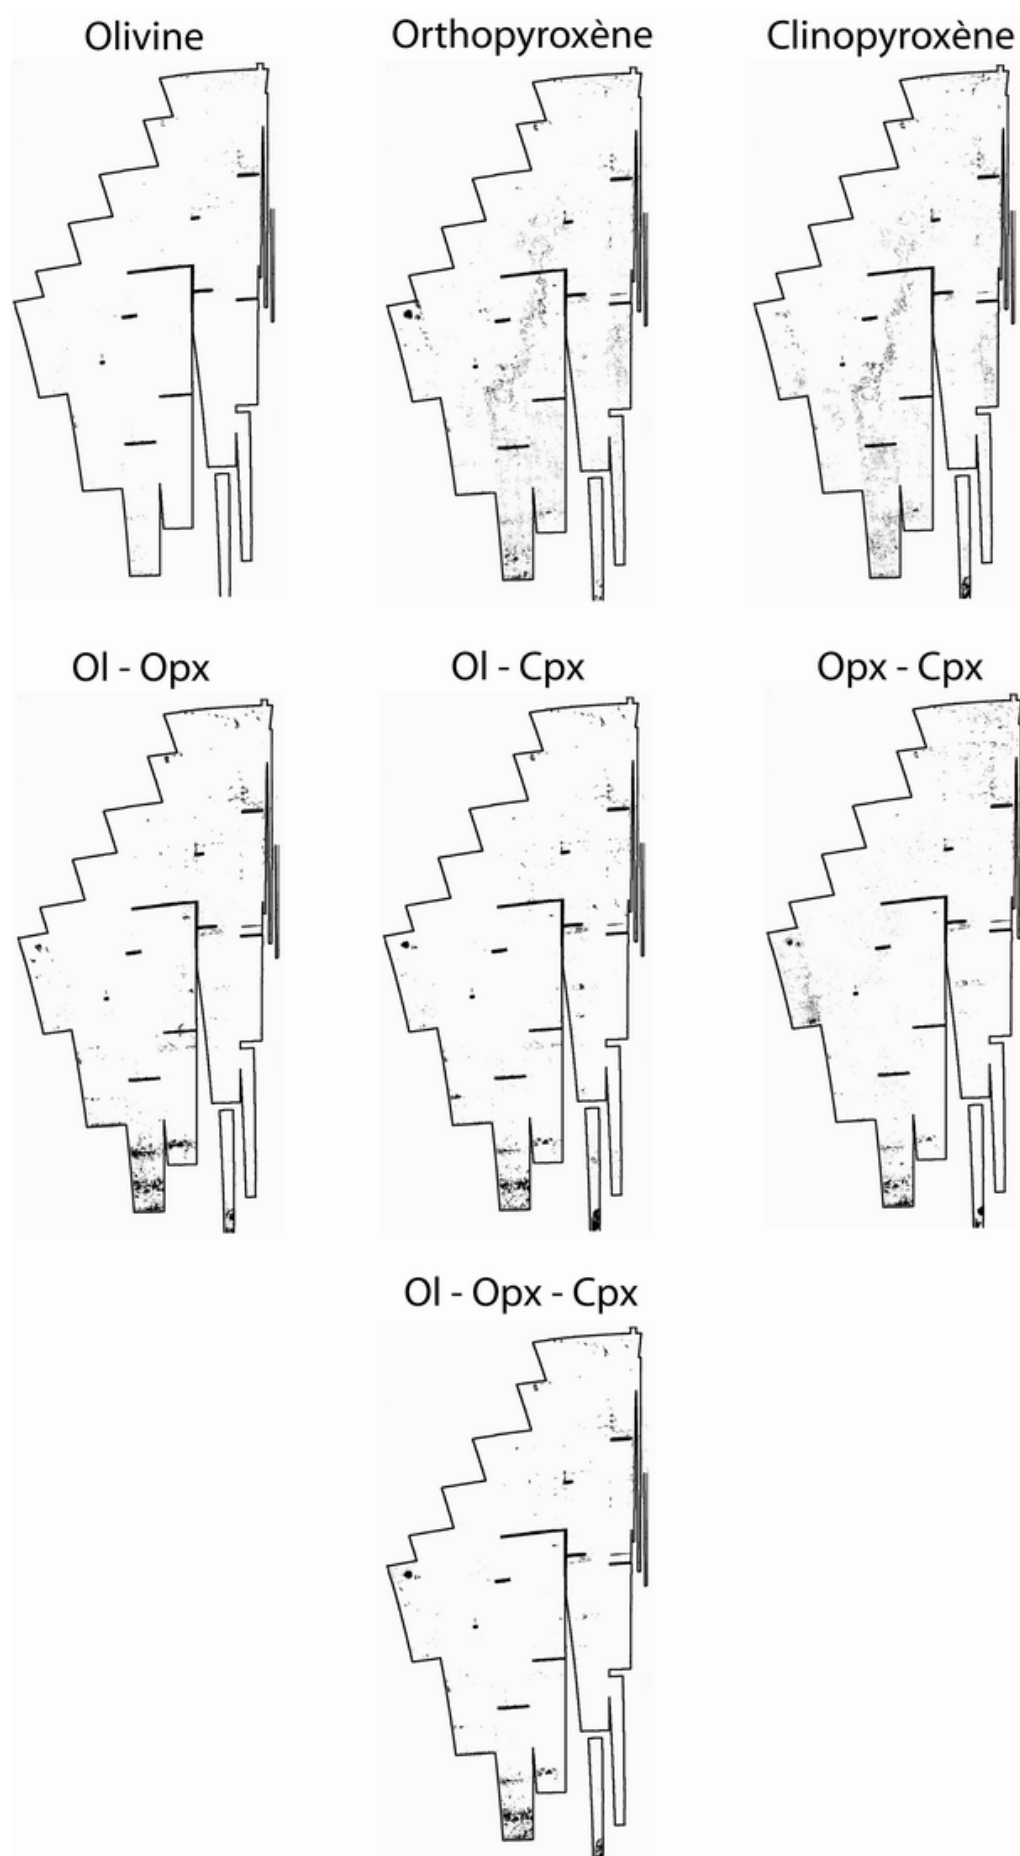 Olivine
Orthopyroxène
Clinopyroxène
Ol - Opx
Ol - Cpx
Opx - Cpx
Ol - Opx - Cpx